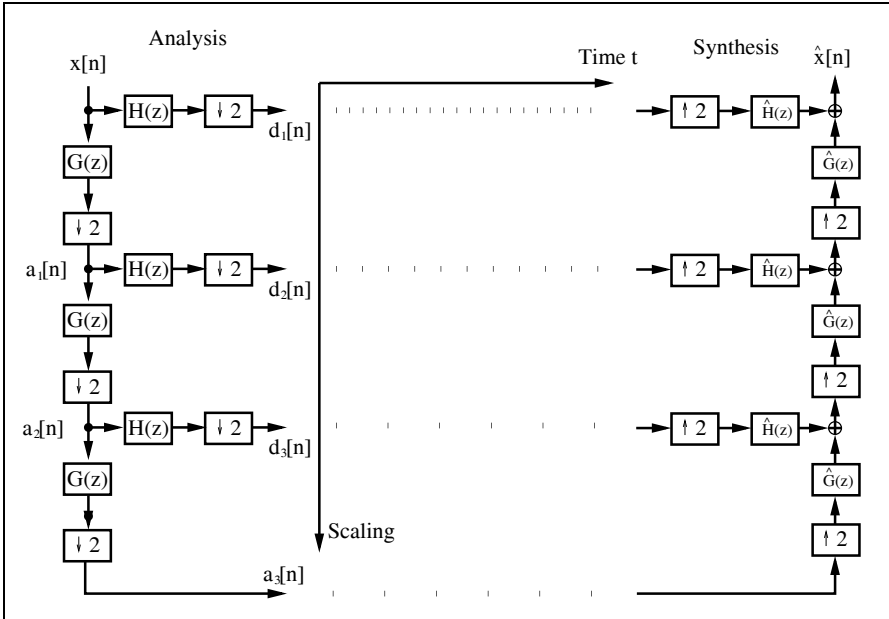 Analysis
Time t
Synthesis
x[n]
x̂[n]
H(z)
↓ 2
d₁[n]
↑ 2
Ĥ(z)
G(z)
Ĝ(z)
↓ 2
↑ 2
a₁[n]
H(z)
↓ 2
d₂[n]
↑ 2
Ĥ(z)
G(z)
Ĝ(z)
↓ 2
↑ 2
a₂[n]
H(z)
↓ 2
d₃[n]
↑ 2
Ĥ(z)
G(z)
Ĝ(z)
Scaling
↓ 2
↑ 2
a₃[n]